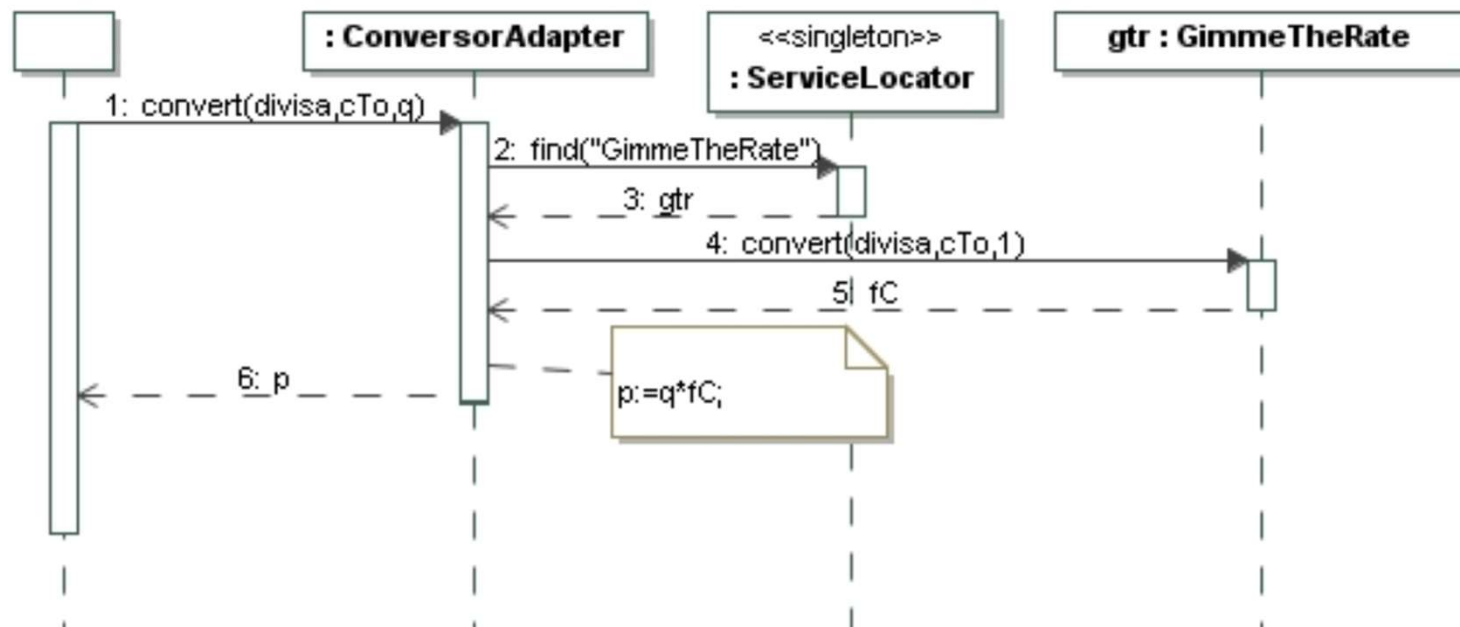 : ConversorAdapter
<<singleton>>
: ServiceLocator
gtr : GimmeTheRate
1: convert(divisa,cTo,q)
2: find("GimmeTheRate")
3: gtr
4: convert(divisa,cTo,1)
5: fC
6: p
p:=q*fC;